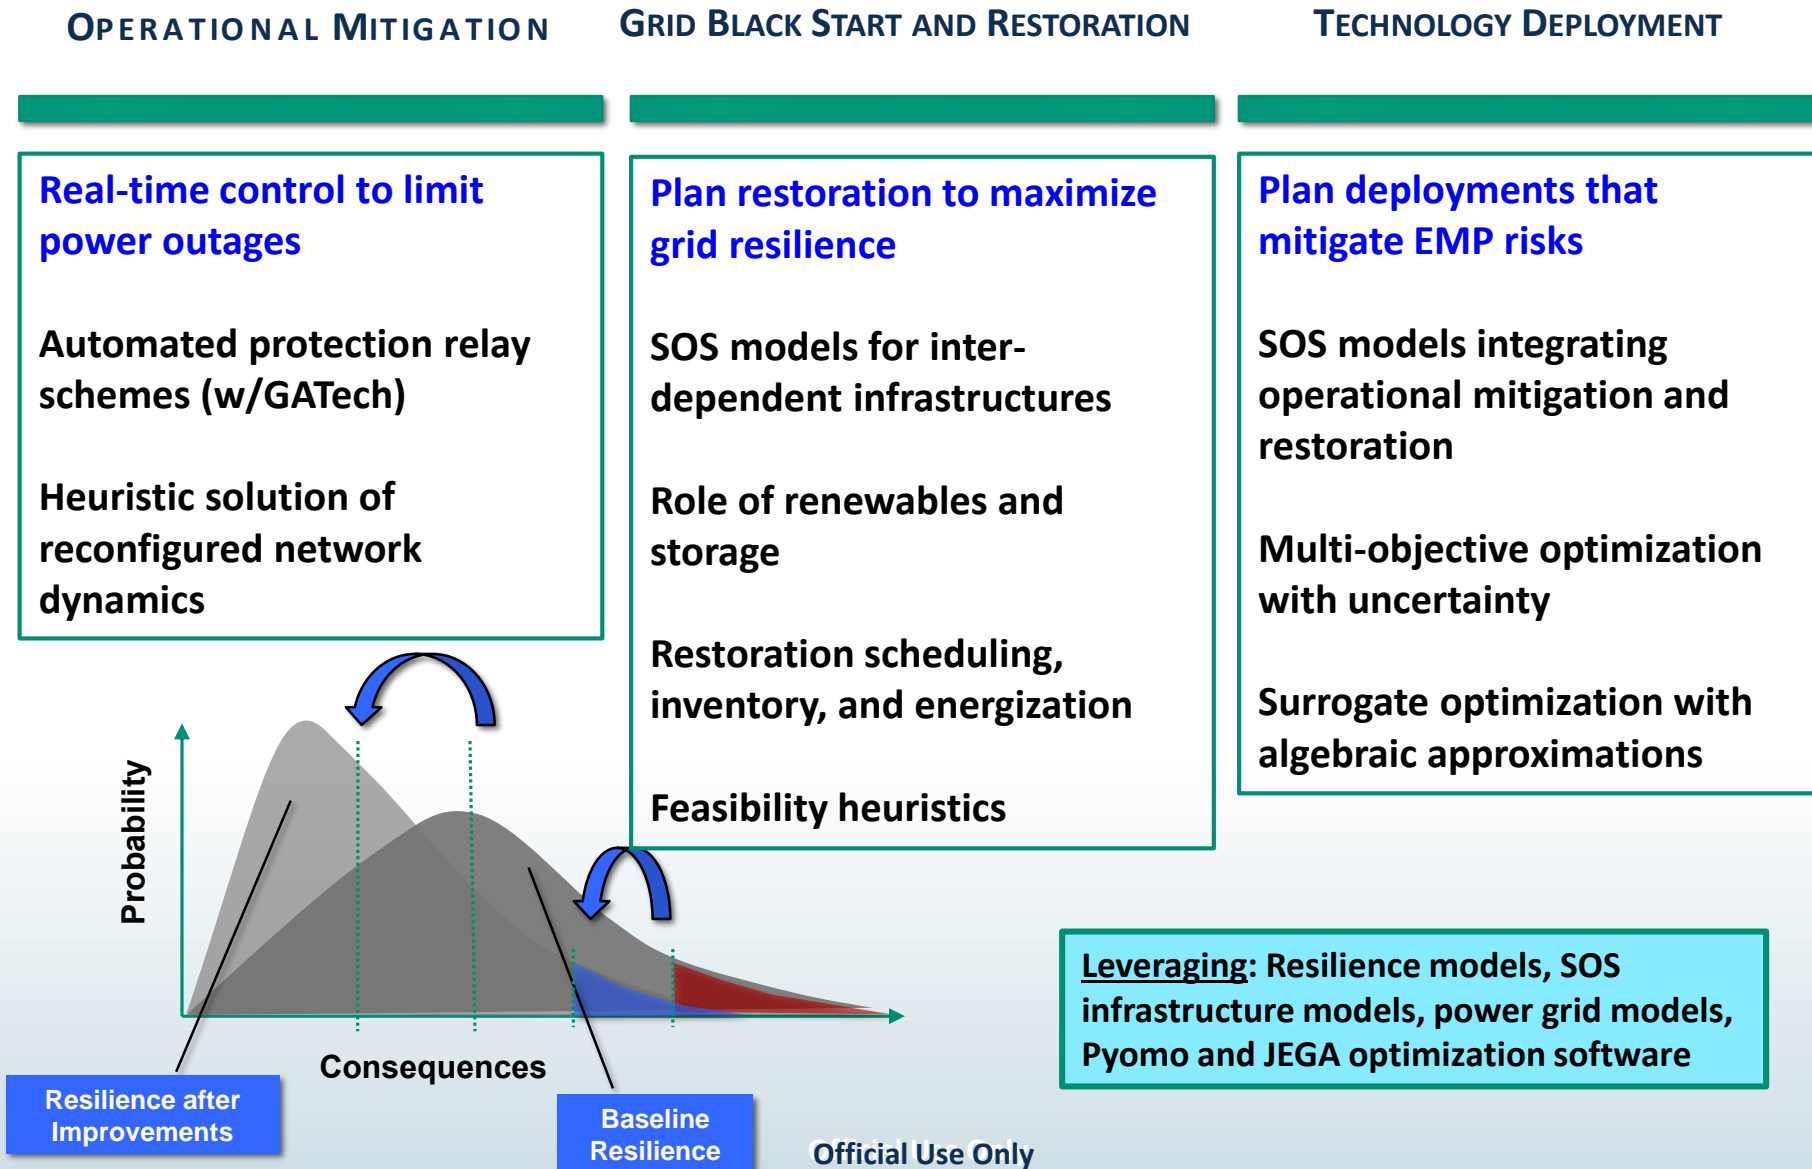 OPERATIONAL MITIGATION
GRID BLACK START AND RESTORATION
TECHNOLOGY DEPLOYMENT
Real-time control to limit
power outages
Automated protection relay
schemes (w/GATech)
Heuristic solution of
reconfigured network
dynamics
Plan restoration to maximize
grid resilience
SOS models for inter-
dependent infrastructures
Role of renewables and
storage
Restoration scheduling,
inventory, and energization
Feasibility heuristics
Plan deployments that
mitigate EMP risks
SOS models integrating
operational mitigation and
restoration
Multi-objective optimization
with uncertainty
Surrogate optimization with
algebraic approximations
Probability
Consequences
Resilience after
Improvements
Baseline
Resilience
Leveraging: Resilience models, SOS
infrastructure models, power grid models,
Pyomo and JEGA optimization software
Official Use Only
Official Use Only